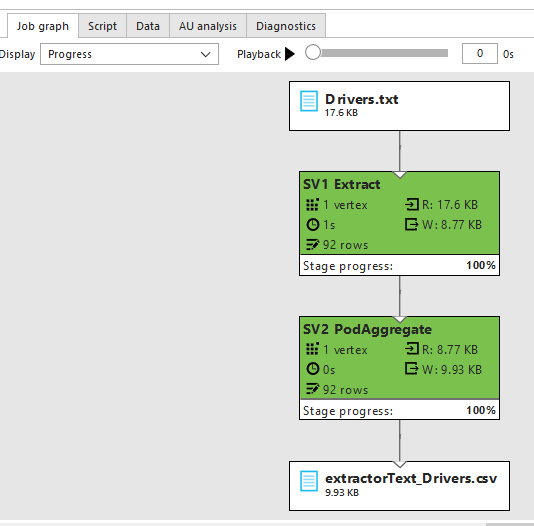 Job graph Script Data AU analysis Diagnostics
Display Progress Playback 0 0s
Drivers.txt
17.6 KB
SV1 Extract
1 vertex R: 17.6 KB
1s W: 8.77 KB
92 rows
Stage progress: 100%
SV2 PodAggregate
1 vertex R: 8.77 KB
0s W: 9.93 KB
92 rows
Stage progress: 100%
extractorText_Drivers.csv
9.93 KB